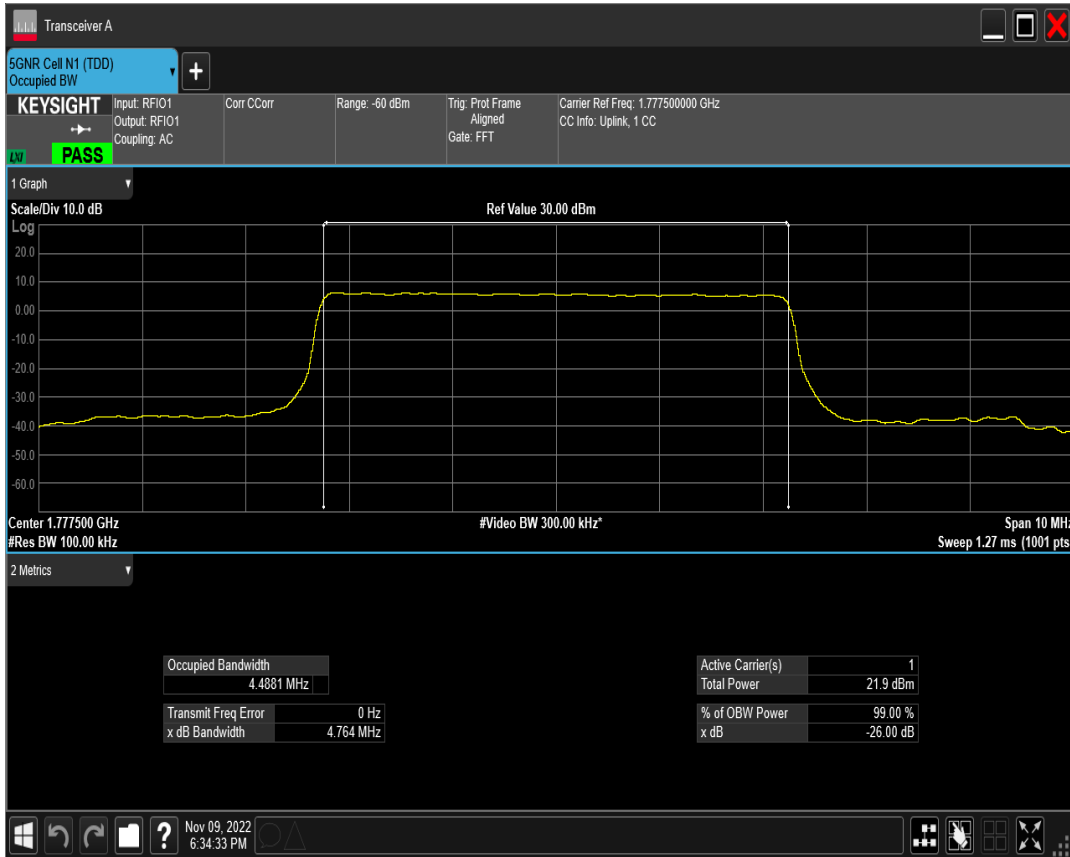 Transceiver A
5GNR Cell N1 (TDD)
Occupied BW
+
KEYSIGHT
Input: RFIO1
Output: RFIO1
Coupling: AC
Corr CCorr
Range: -60 dBm
Trig: Prot Frame
Aligned
Gate: FFT
Carrier Ref Freq: 1.777500000 GHz
CC Info: Uplink, 1 CC
LXI
PASS
1 Graph
Scale/Div 10.0 dB
Ref Value 30.00 dBm
Log
20.0
10.0
0.00
-10.0
-20.0
-30.0
-40.0
-50.0
-60.0
Center 1.777500 GHz
#Video BW 300.00 kHz*
Span 10 MHz
#Res BW 100.00 kHz
Sweep 1.27 ms (1001 pts
2 Metrics
Occupied Bandwidth
4.4881 MHz
Transmit Freq Error 0 Hz
x dB Bandwidth 4.764 MHz
Active Carrier(s) 1
Total Power 21.9 dBm
% of OBW Power 99.00 %
x dB -26.00 dB
?
Nov 09, 2022
6:34:33 PM